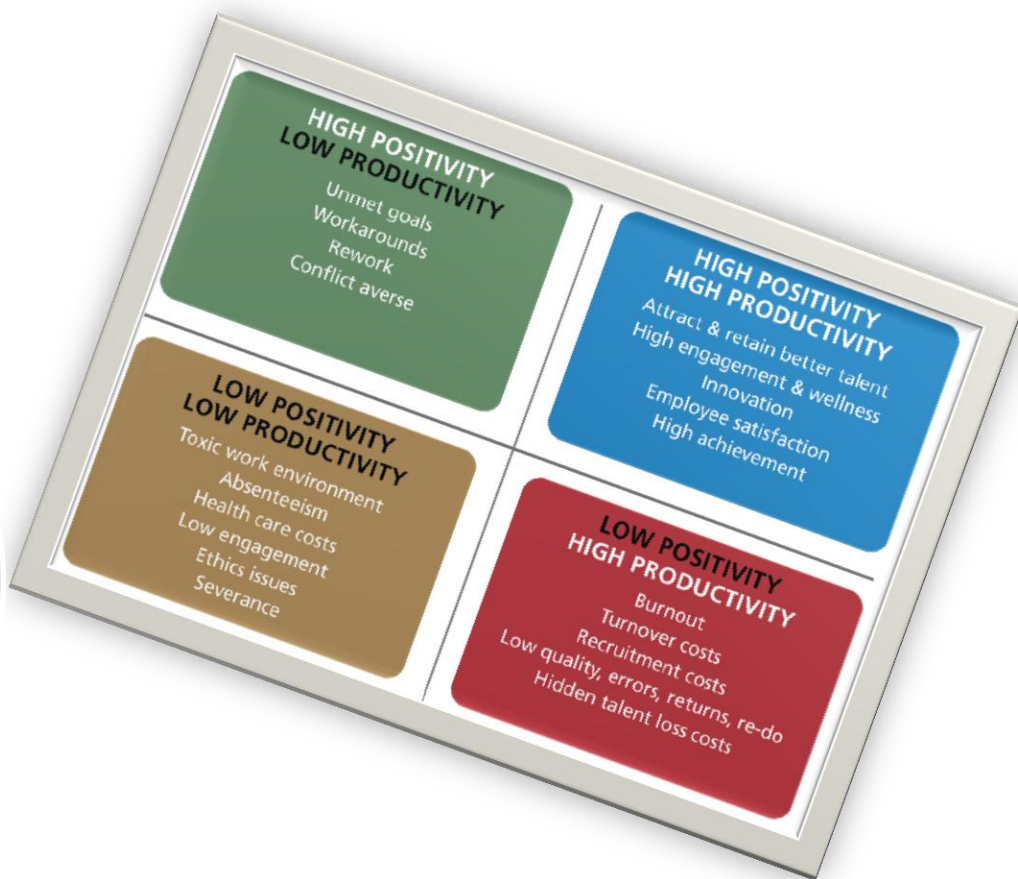 HIGH POSITIVITY
LOW PRODUCTIVITY
Unmet goals
Workarounds
Rework
Conflict averse
HIGH POSITIVITY
HIGH PRODUCTIVITY
Attract & retain better talent
High engagement & wellness
Innovation
Employee satisfaction
High achievement
LOW POSITIVITY
LOW PRODUCTIVITY
Toxic work environment
Absenteeism
Health care costs
Low engagement
Ethics issues
Severance
LOW POSITIVITY
HIGH PRODUCTIVITY
Burnout
Turnover costs
Recruitment costs
Low quality, errors, returns, re-do
Hidden talent loss costs